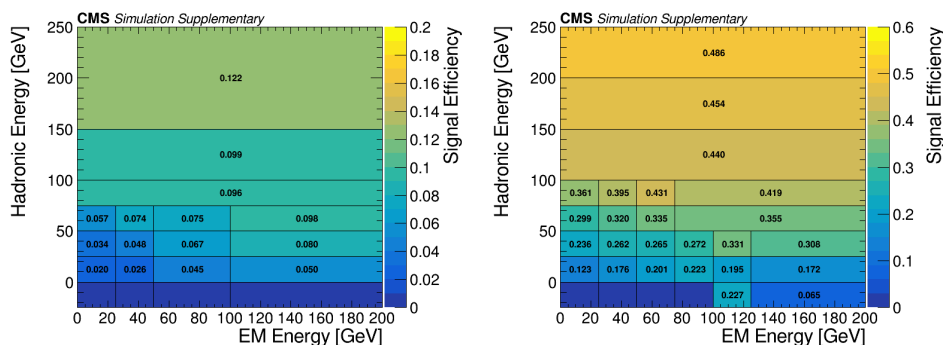 CMS Simulation Supplementary
Hadronic Energy [GeV]
250
200
150
100
50
0
0.122
0.099
0.096
0.057 0.074 0.075 0.098
0.034 0.048 0.067 0.080
0.020 0.026 0.045 0.050
0 20 40 60 80 100 120 140 160 180 200
EM Energy [GeV]
0.2
0.18
0.16
0.14
0.12
0.1
0.08
0.06
0.04
0.02
0
Signal Efficiency
CMS Simulation Supplementary
Hadronic Energy [GeV]
250
200
150
100
50
0
0.486
0.454
0.440
0.361 0.395 0.431 0.419
0.299 0.320 0.335 0.355
0.236 0.262 0.265 0.272 0.331 0.308
0.123 0.176 0.201 0.223 0.195 0.172
0.227 0.065
0 20 40 60 80 100 120 140 160 180 200
EM Energy [GeV]
0.6
0.5
0.4
0.3
0.2
0.1
0
Signal Efficiency